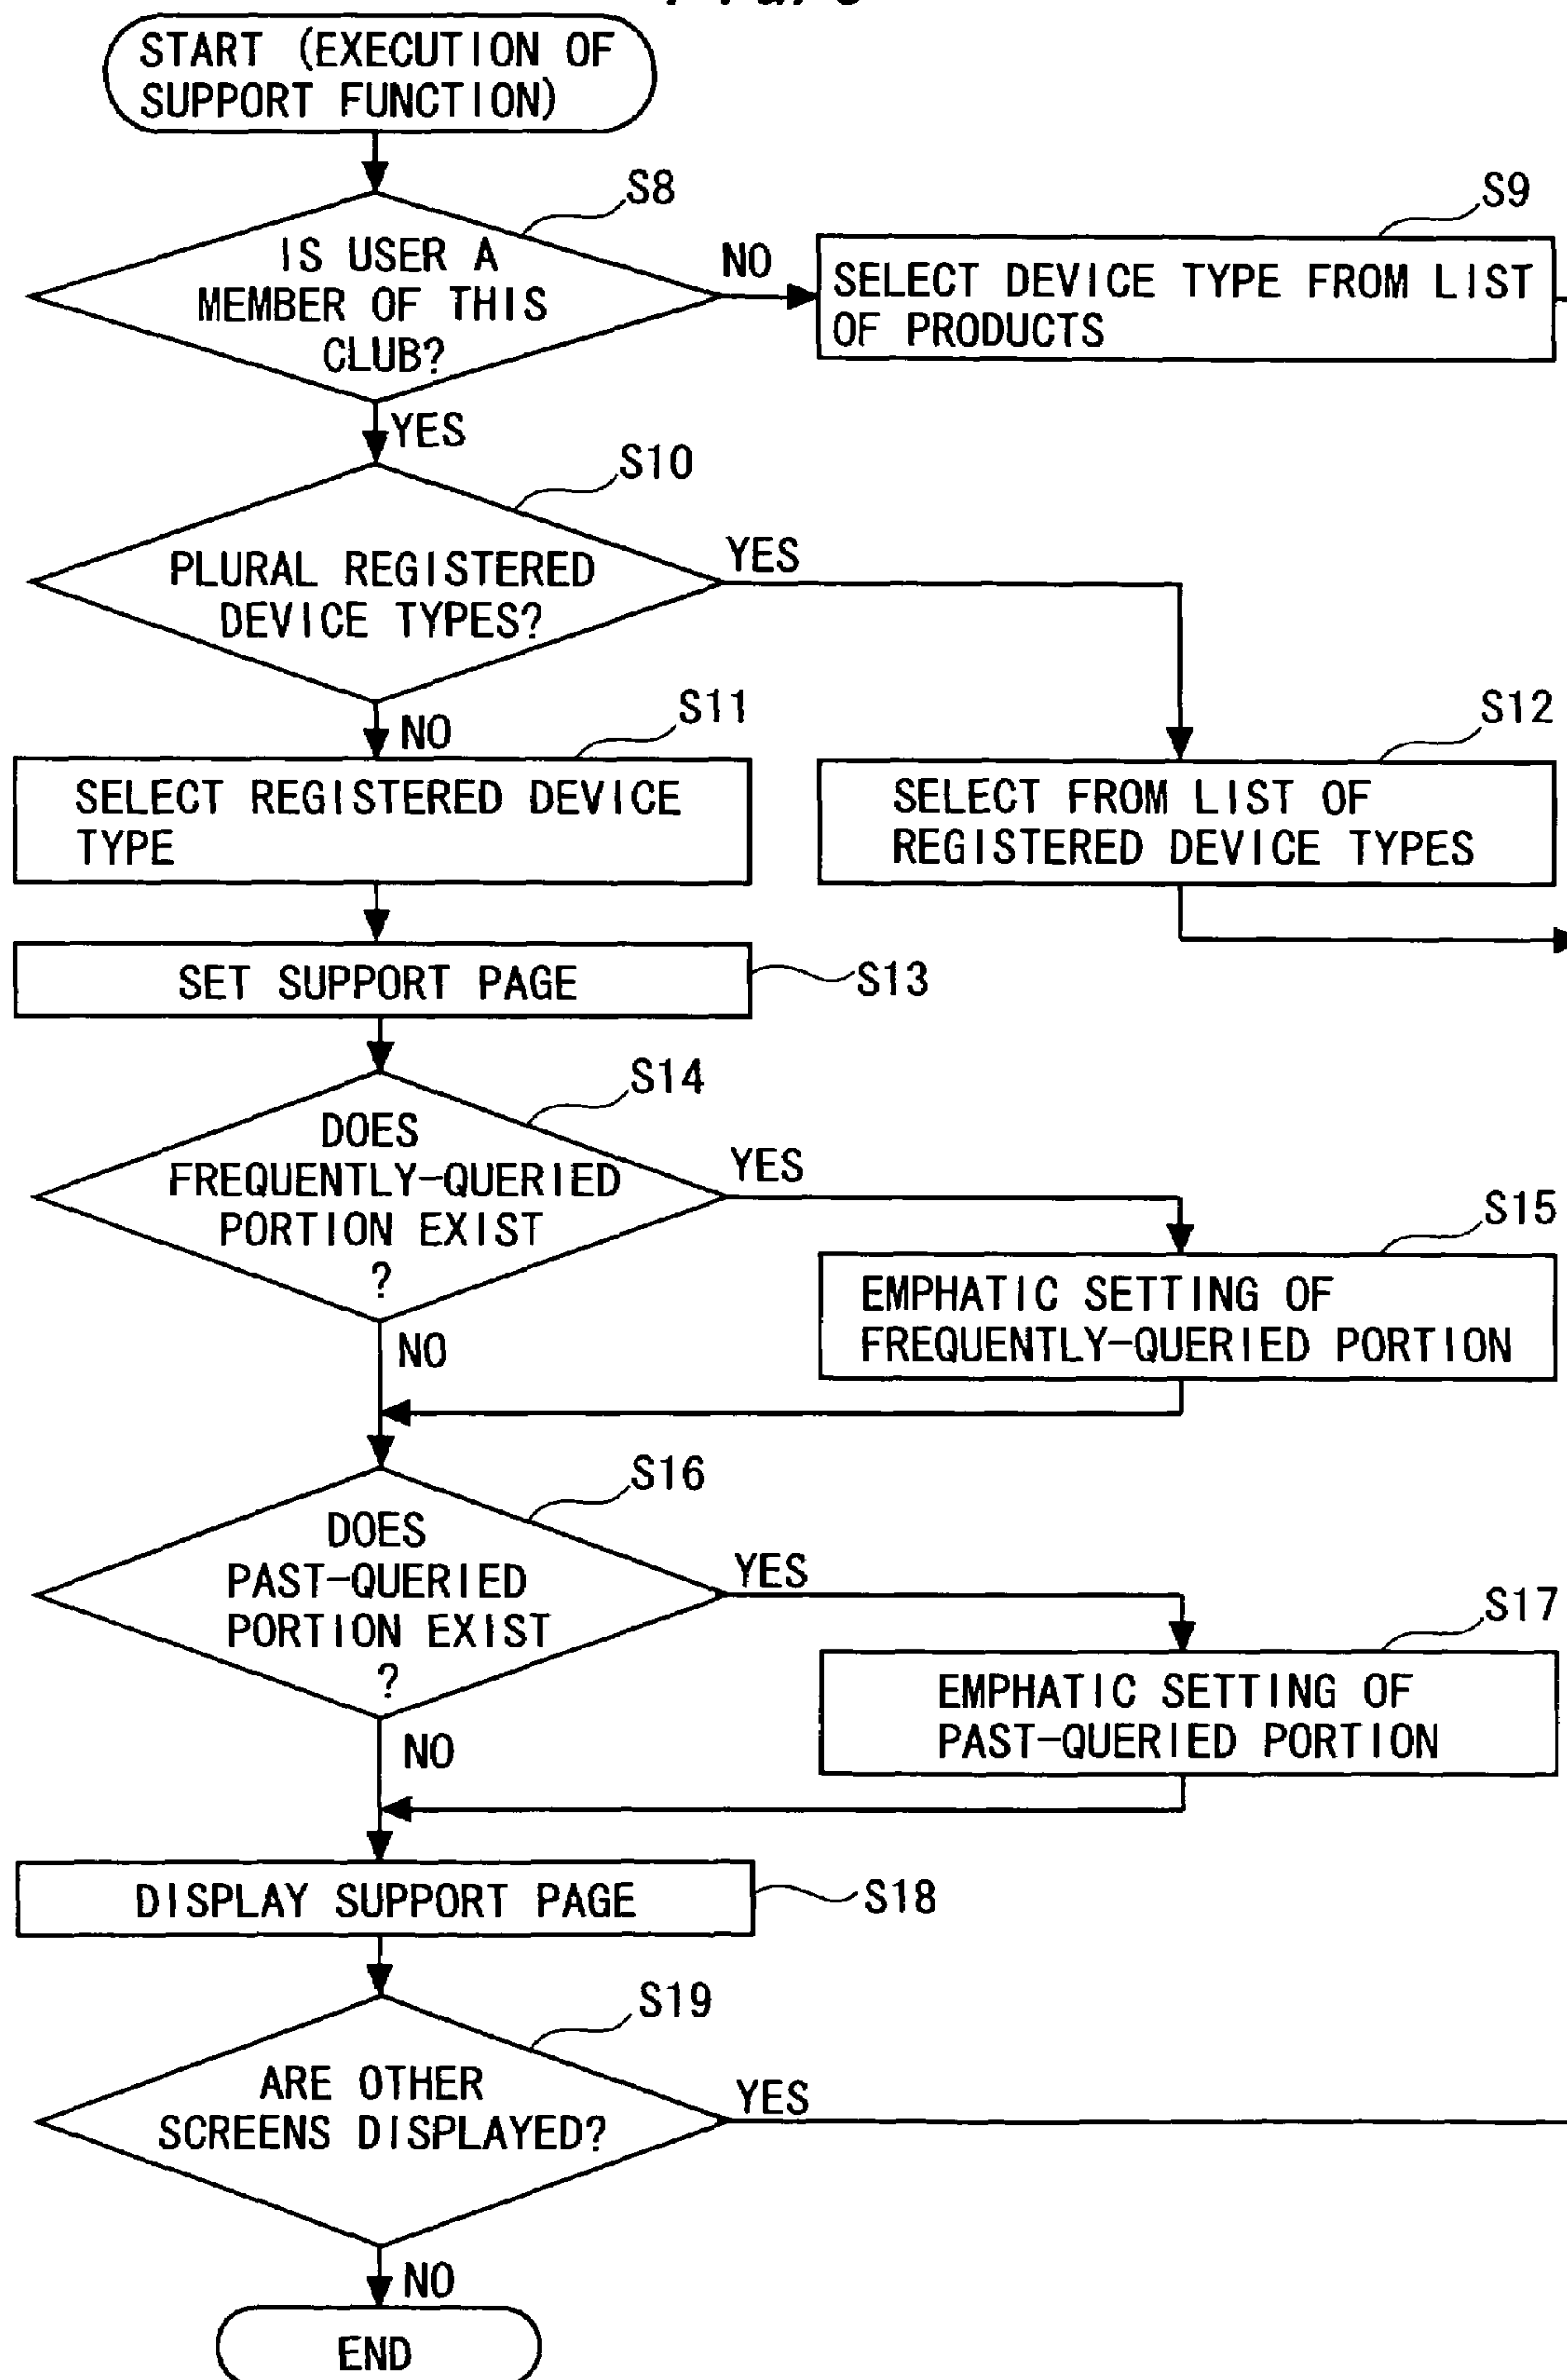 START (EXECUTION OF
SUPPORT FUNCTION)
S8
IS USER A
MEMBER OF THIS
CLUB?
NO
S9
SELECT DEVICE TYPE FROM LIST
OF PRODUCTS
YES
S10
PLURAL REGISTERED
DEVICE TYPES?
YES
NO
S11
SELECT REGISTERED DEVICE
TYPE
S12
SELECT FROM LIST OF
REGISTERED DEVICE TYPES
SET SUPPORT PAGE
S13
S14
DOES
FREQUENTLY-QUERIED
PORTION EXIST
?
YES
NO
S15
EMPHATIC SETTING OF
FREQUENTLY-QUERIED PORTION
S16
DOES
PAST-QUERIED
PORTION EXIST
?
YES
NO
S17
EMPHATIC SETTING OF
PAST-QUERIED PORTION
DISPLAY SUPPORT PAGE
S18
S19
ARE OTHER
SCREENS DISPLAYED?
YES
NO
END